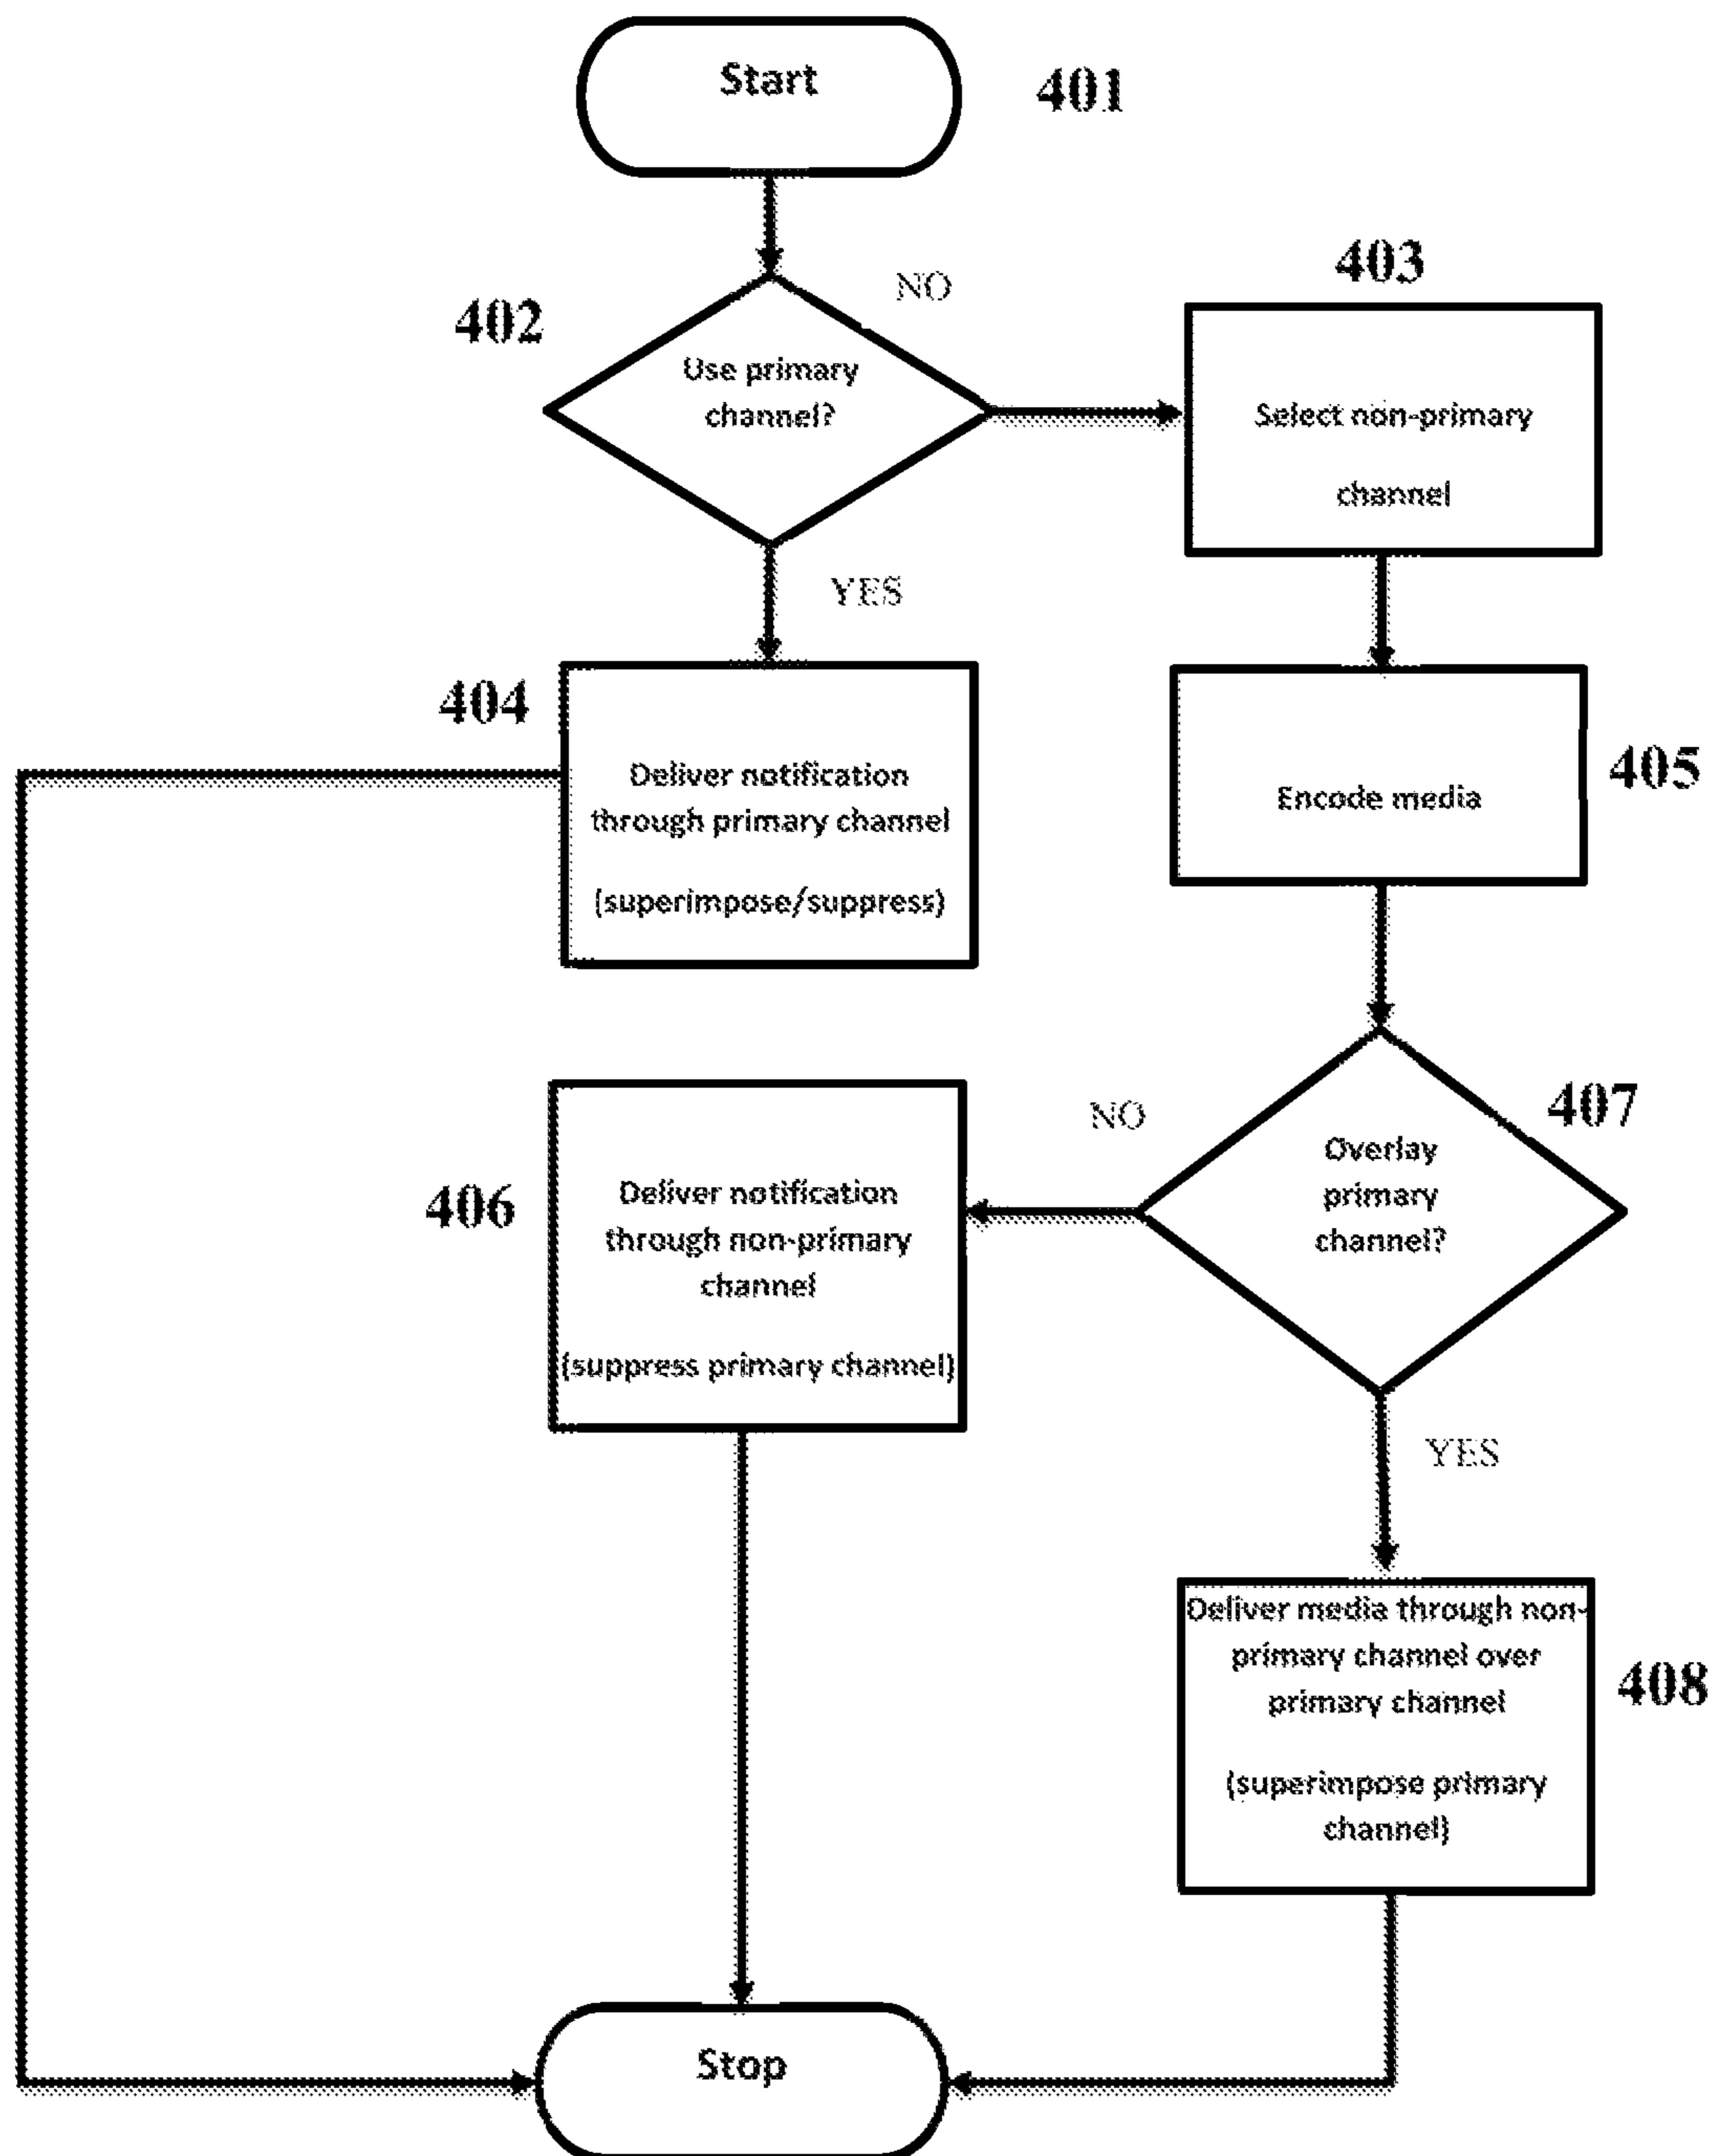 Start
401
402
Use primary
channel?
NO
403
Select non-primary
channel
YES
404
Deliver notification
through primary channel
(superimpose/suppress)
Encode media
405
406
Deliver notification
through non-primary
channel
(suppress primary channel)
NO
407
Overlay
primary
channel?
YES
Deliver media through non-
primary channel over
primary channel
(superimpose primary
channel)
408
Stop